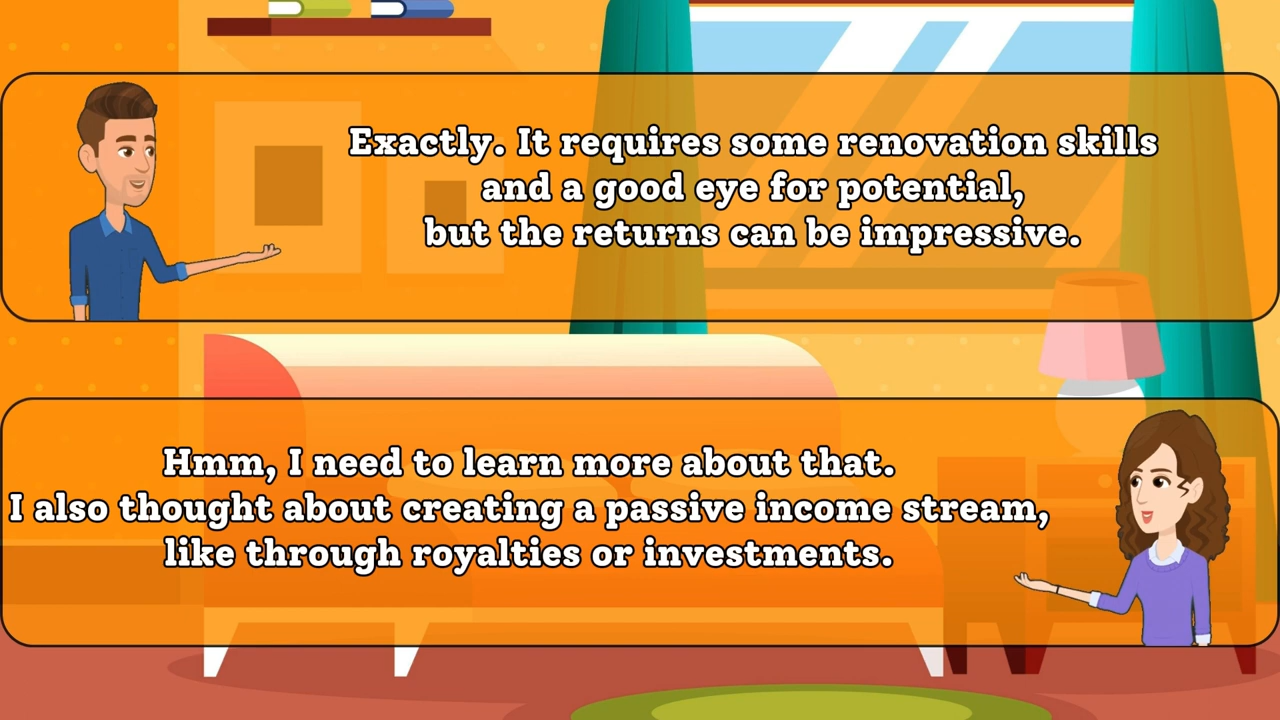 Exactly. It requires some renovation skills
and a good eye for potential,
but the returns can be impressive.
Hmm, I need to learn more about that.
I also thought about creating a passive income stream,
like through royalties or investments.